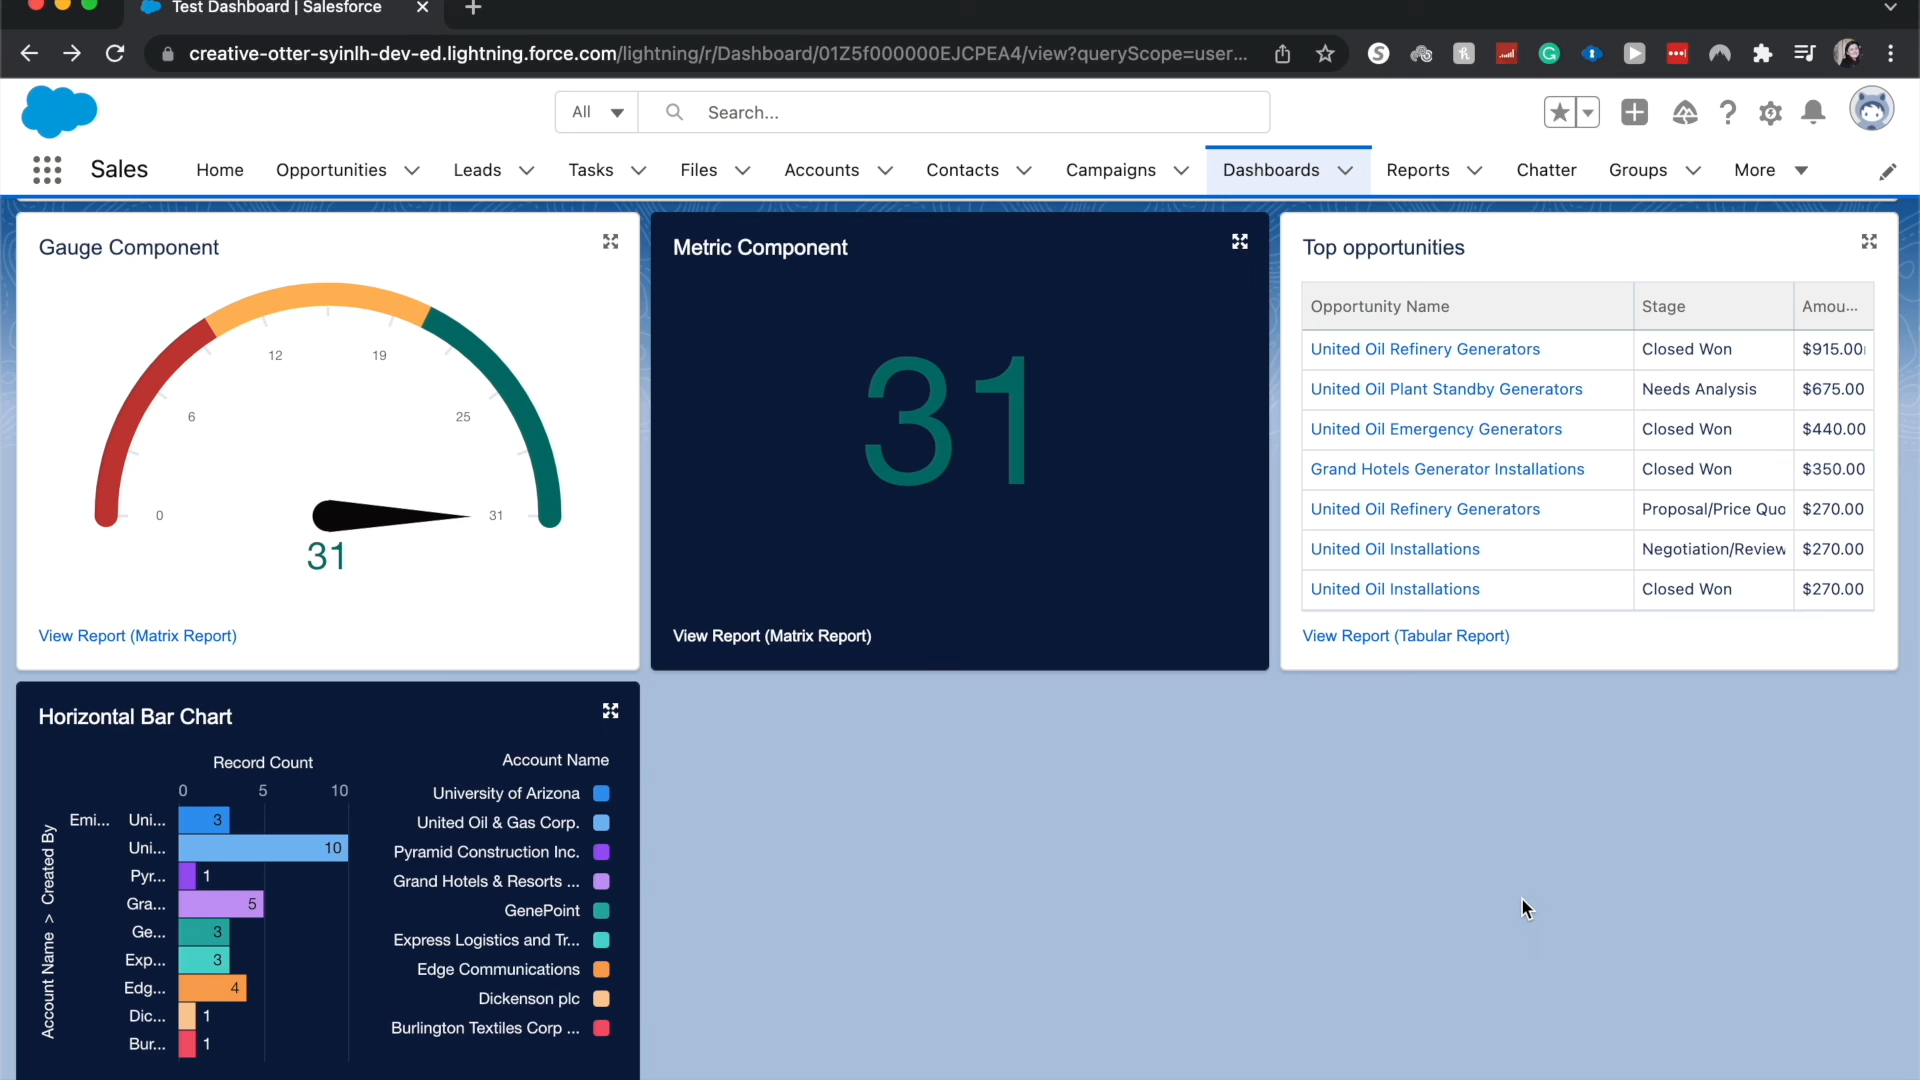 Test Dashboard | Salesforce
creative-otter-syinlh-dev-ed.lightning.force.com/lightning/r/Dashboard/01Z5f000000EJCPEA4/view?queryScope=user...
All
Search...
Sales
Home
Opportunities
Leads
Tasks
Files
Accounts
Contacts
Campaigns
Dashboards
Reports
Chatter
Groups
More
Gauge Component
0
6
12
19
25
31
31
View Report (Matrix Report)
Metric Component
31
View Report (Matrix Report)
Top opportunities
Opportunity Name Stage Amou...
United Oil Refinery Generators Closed Won $915.00
United Oil Plant Standby Generators Needs Analysis $675.00
United Oil Emergency Generators Closed Won $440.00
Grand Hotels Generator Installations Closed Won $350.00
United Oil Refinery Generators Proposal/Price Quo $270.00
United Oil Installations Negotiation/Review $270.00
United Oil Installations Closed Won $270.00
View Report (Tabular Report)
Horizontal Bar Chart
Record Count
0 5 10
Account Name > Created By
Emi... Uni... 3
Uni... 10
Pyr... 1
Gra... 5
Ge... 3
Exp... 3
Edg... 4
Dic... 1
Bur... 1
Account Name
University of Arizona
United Oil & Gas Corp.
Pyramid Construction Inc.
Grand Hotels & Resorts ...
GenePoint
Express Logistics and Tr...
Edge Communications
Dickenson plc
Burlington Textiles Corp ...